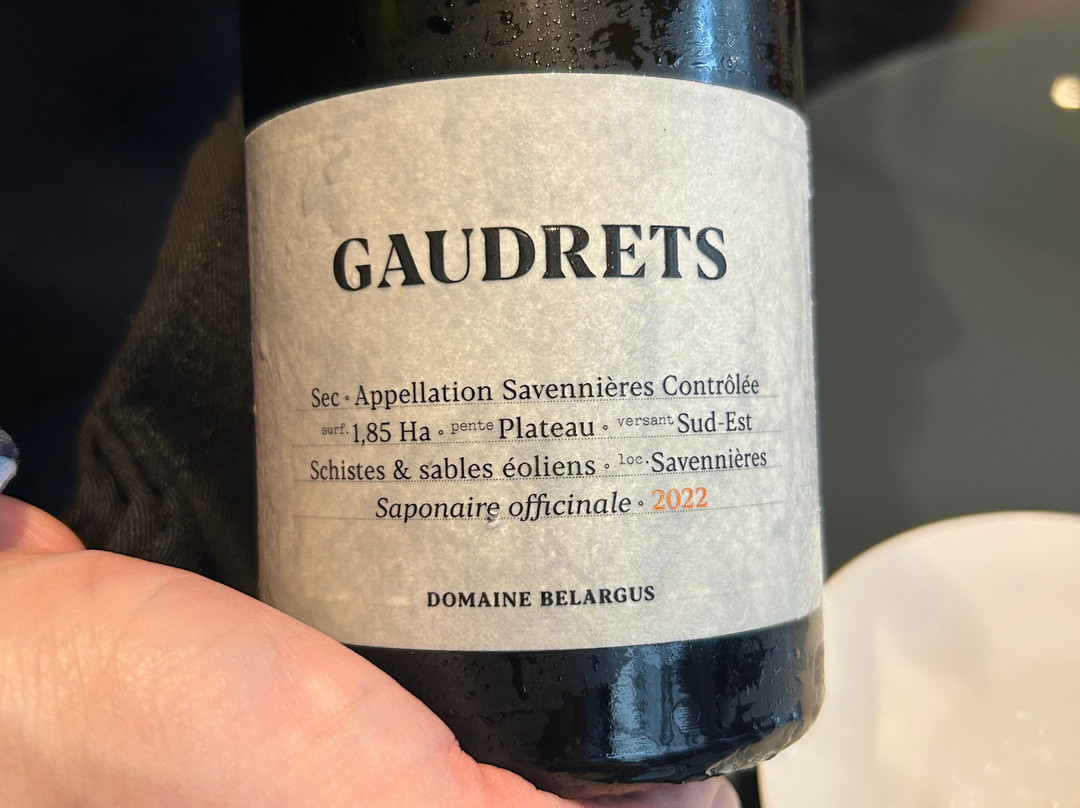 GAUDRETS
Sec • Appellation Savennières Contrôlée
surf. 1,85 Ha • pente Plateau • versant Sud-Est
Schistes & sables éoliens • loc. Savennières
Saponaire officinale • 2022
DOMAINE BELARGUS